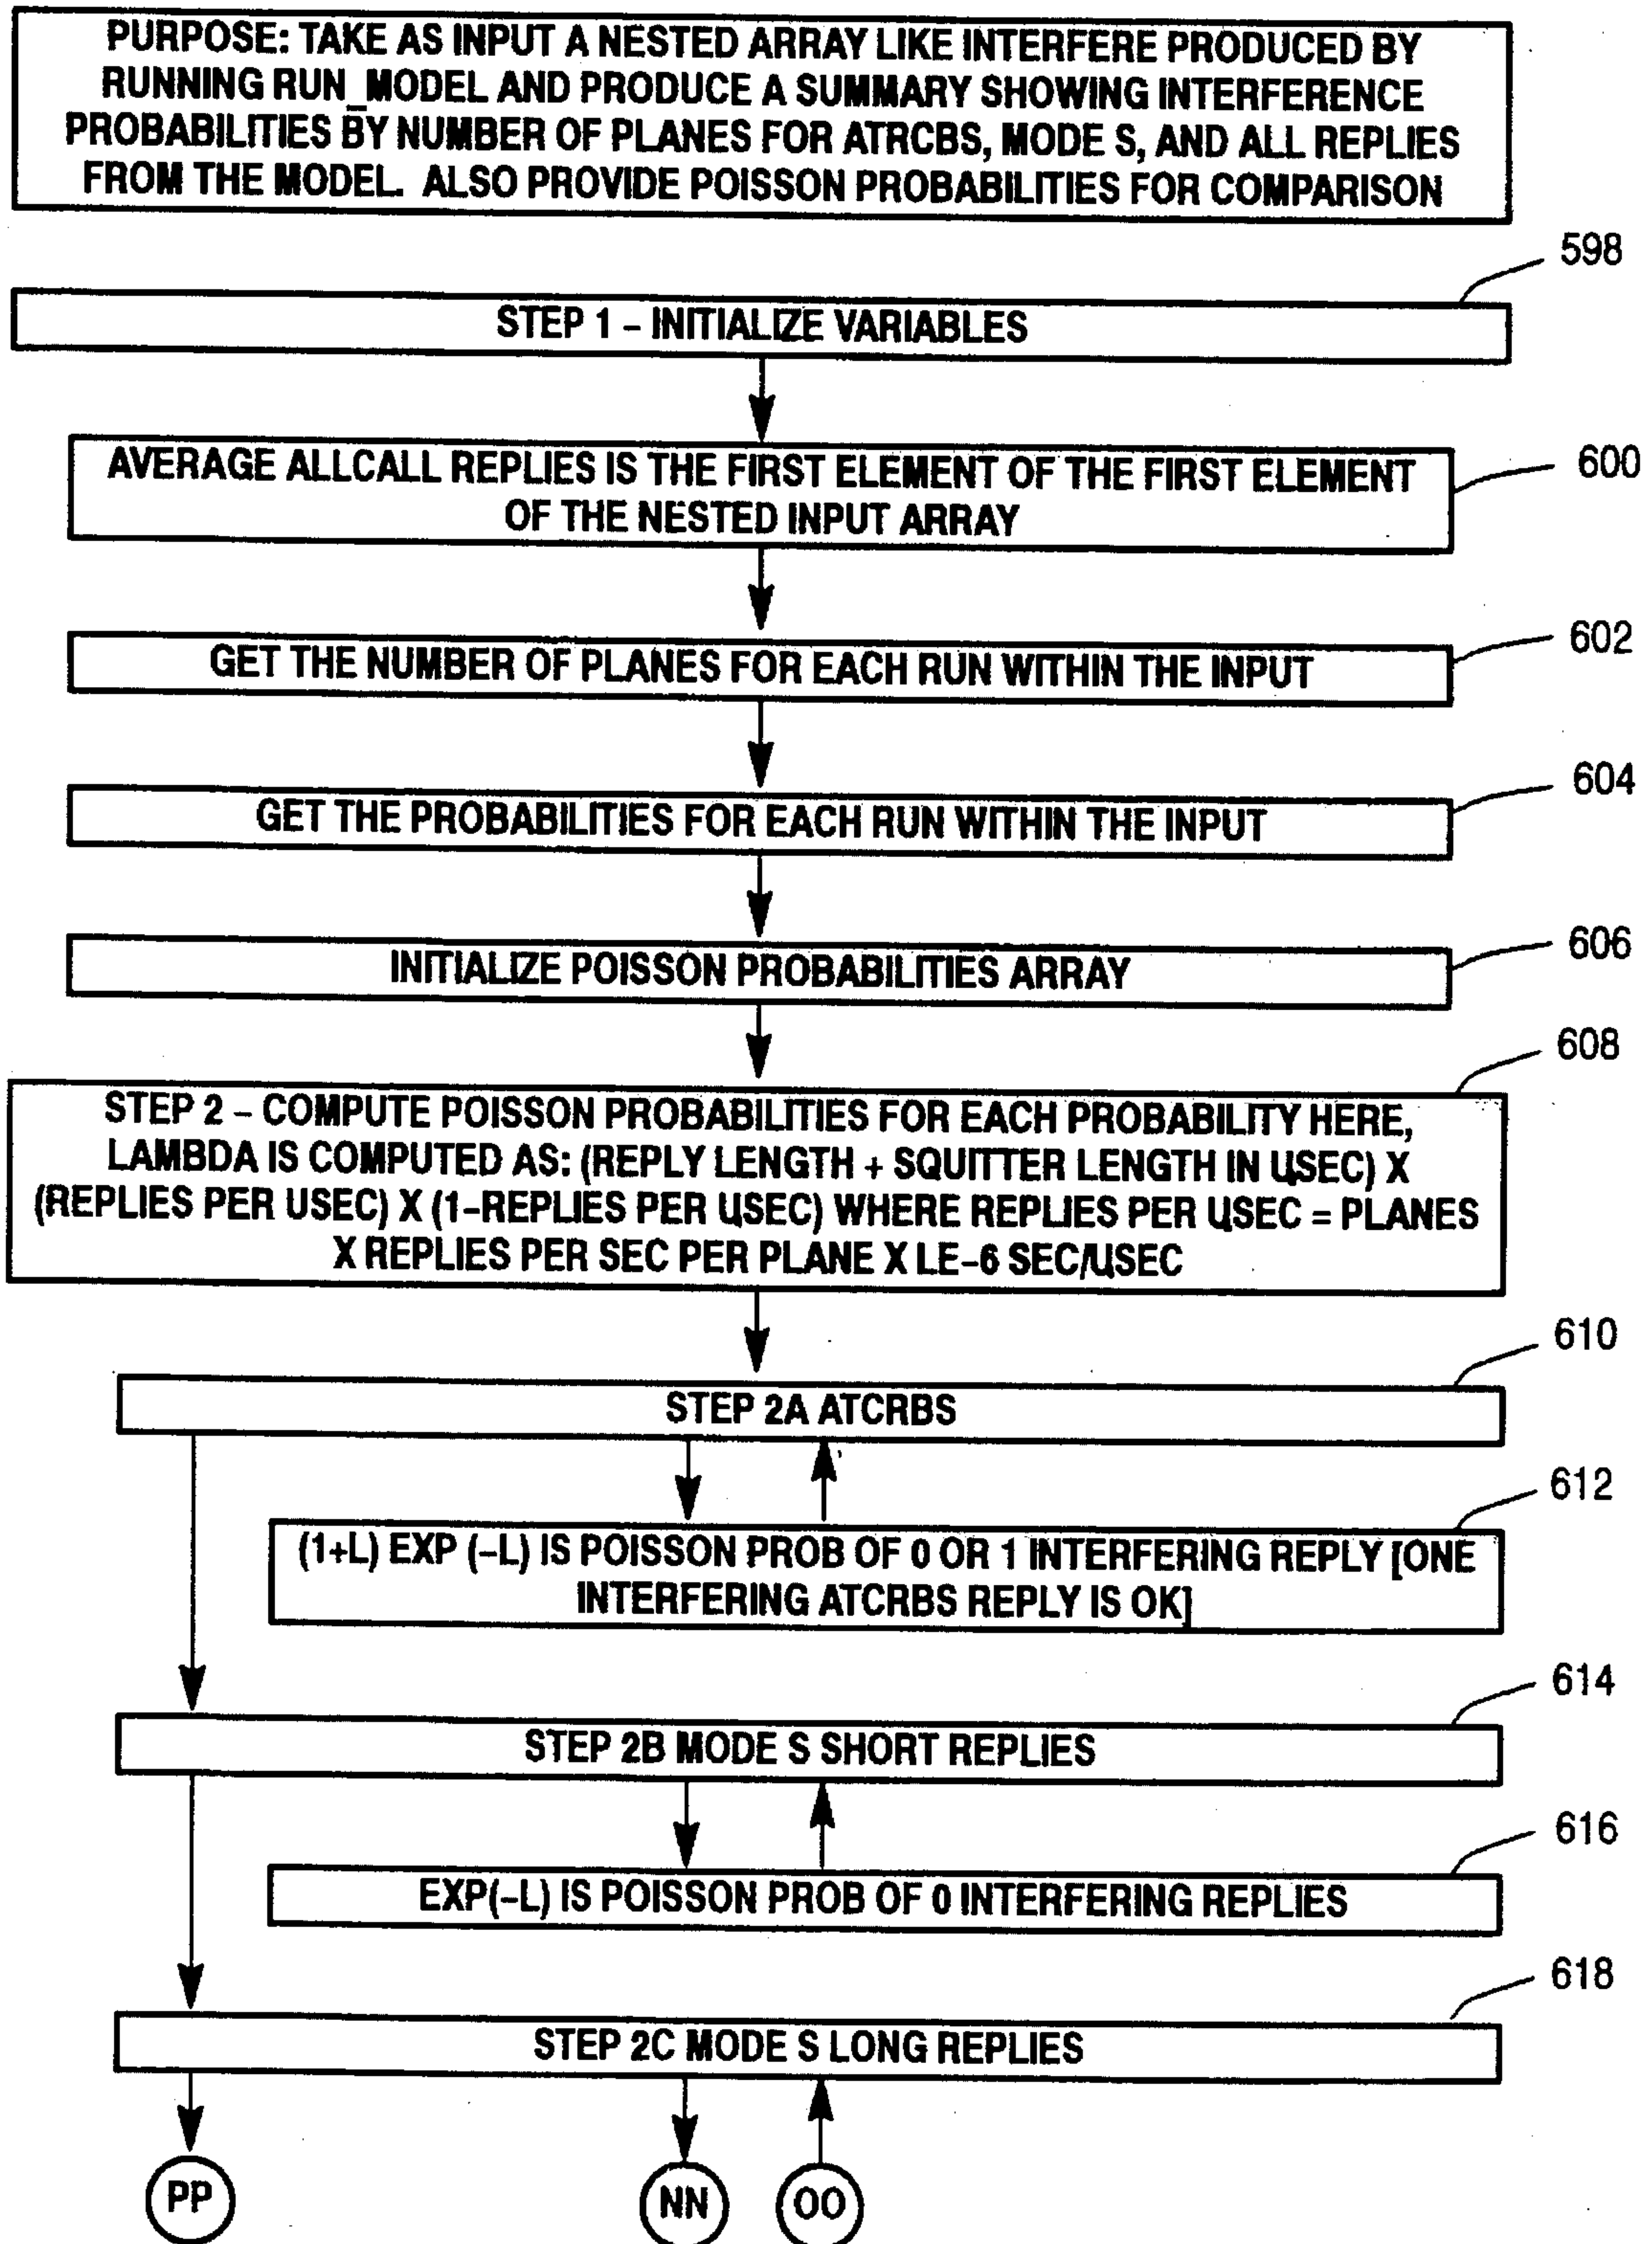 PURPOSE: TAKE AS INPUT A NESTED ARRAY LIKE INTERFERE PRODUCED BY
RUNNING RUN_MODEL AND PRODUCE A SUMMARY SHOWING INTERFERENCE
PROBABILITIES BY NUMBER OF PLANES FOR ATRCBS, MODE S, AND ALL REPLIES
FROM THE MODEL. ALSO PROVIDE POISSON PROBABILITIES FOR COMPARISON
598
STEP 1 – INITIALIZE VARIABLES
600
AVERAGE ALLCALL REPLIES IS THE FIRST ELEMENT OF THE FIRST ELEMENT
OF THE NESTED INPUT ARRAY
602
GET THE NUMBER OF PLANES FOR EACH RUN WITHIN THE INPUT
604
GET THE PROBABILITIES FOR EACH RUN WITHIN THE INPUT
606
INITIALIZE POISSON PROBABILITIES ARRAY
608
STEP 2 – COMPUTE POISSON PROBABILITIES FOR EACH PROBABILITY HERE,
LAMBDA IS COMPUTED AS: (REPLY LENGTH + SQUITTER LENGTH IN µSEC) X
(REPLIES PER USEC) X (1–REPLIES PER µSEC) WHERE REPLIES PER µSEC = PLANES
X REPLIES PER SEC PER PLANE X LE–6 SEC/µSEC
610
STEP 2A ATCRBS
612
(1+L) EXP (–L) IS POISSON PROB OF 0 OR 1 INTERFERING REPLY [ONE
INTERFERING ATCRBS REPLY IS OK]
614
STEP 2B MODE S SHORT REPLIES
616
EXP(–L) IS POISSON PROB OF 0 INTERFERING REPLIES
618
STEP 2C MODE S LONG REPLIES
PP NN OO